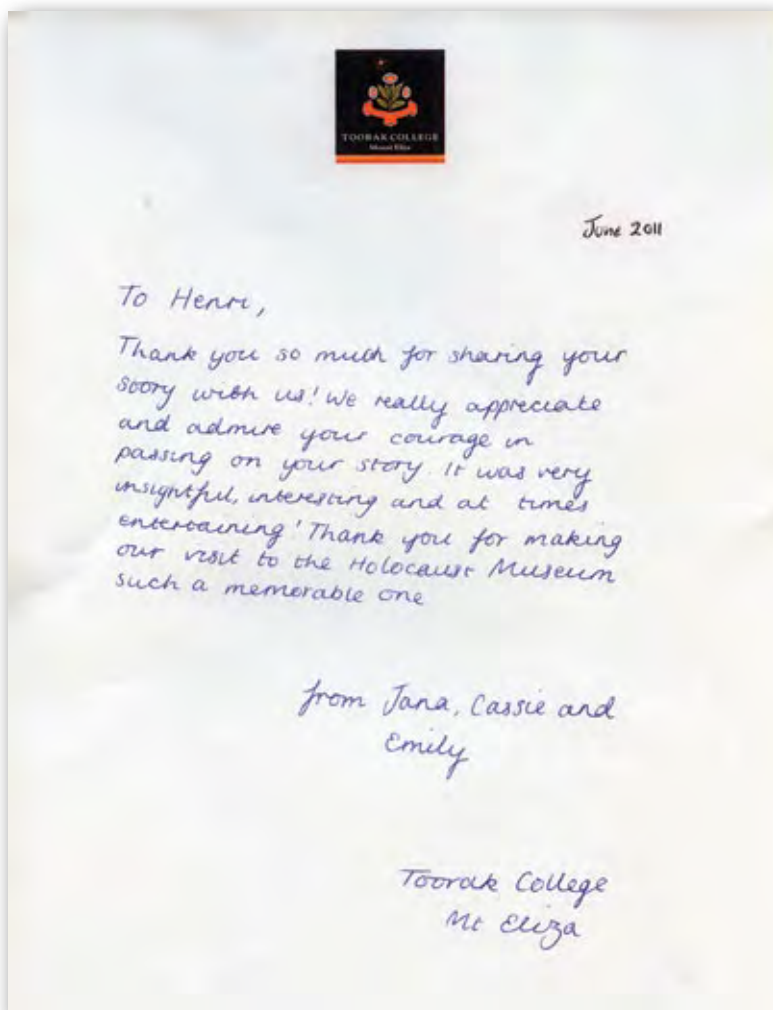 TOORAK COLLEGE
Mount Eliza
June 2011
To Henri,
Thank you so much for sharing your
story with us! We really appreciate
and admire your courage in
passing on your story. It was very
insightful, interesting and at times
entertaining! Thank you for making
our visit to the Holocaust Museum
such a memorable one
from Jana, Cassie and
Emily
Toorak College
Mt Eliza